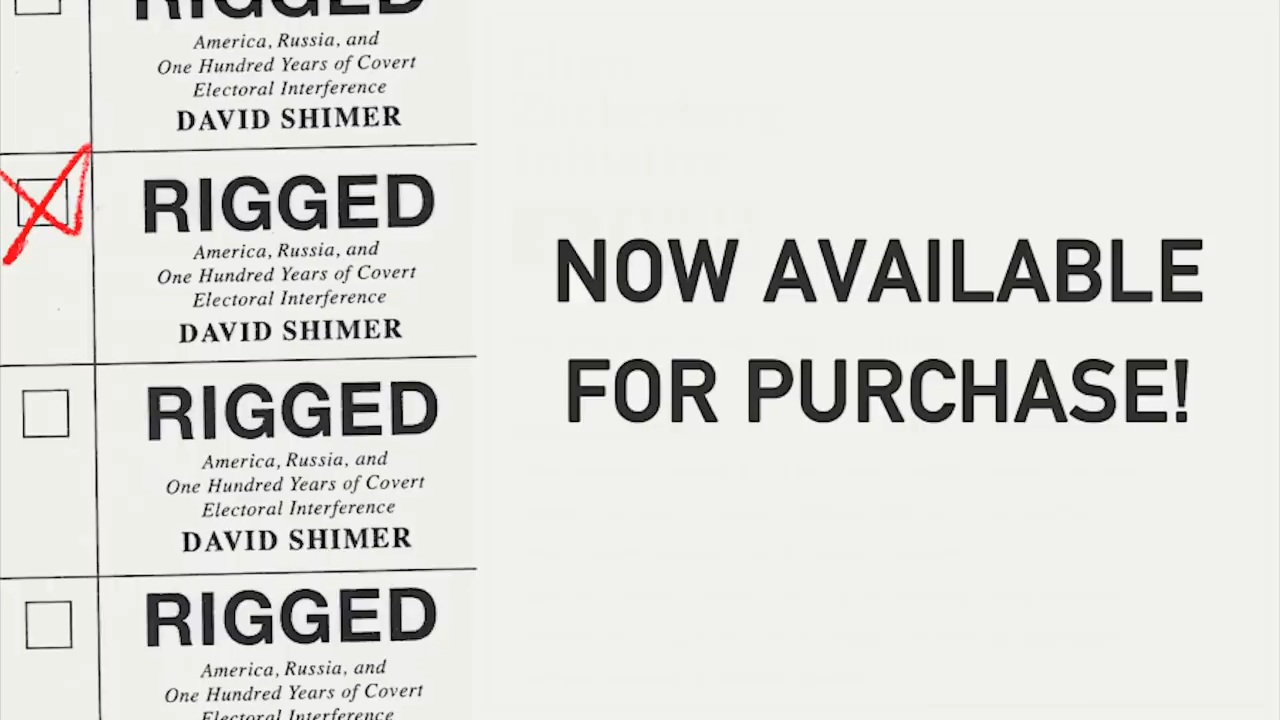 RIGGED
America, Russia, and
One Hundred Years of Covert
Electoral Interference
DAVID SHIMER
RIGGED
America, Russia, and
One Hundred Years of Covert
Electoral Interference
DAVID SHIMER
RIGGED
America, Russia, and
One Hundred Years of Covert
Electoral Interference
DAVID SHIMER
RIGGED
America, Russia, and
One Hundred Years of Covert
Electoral Interference
NOW AVAILABLE
FOR PURCHASE!